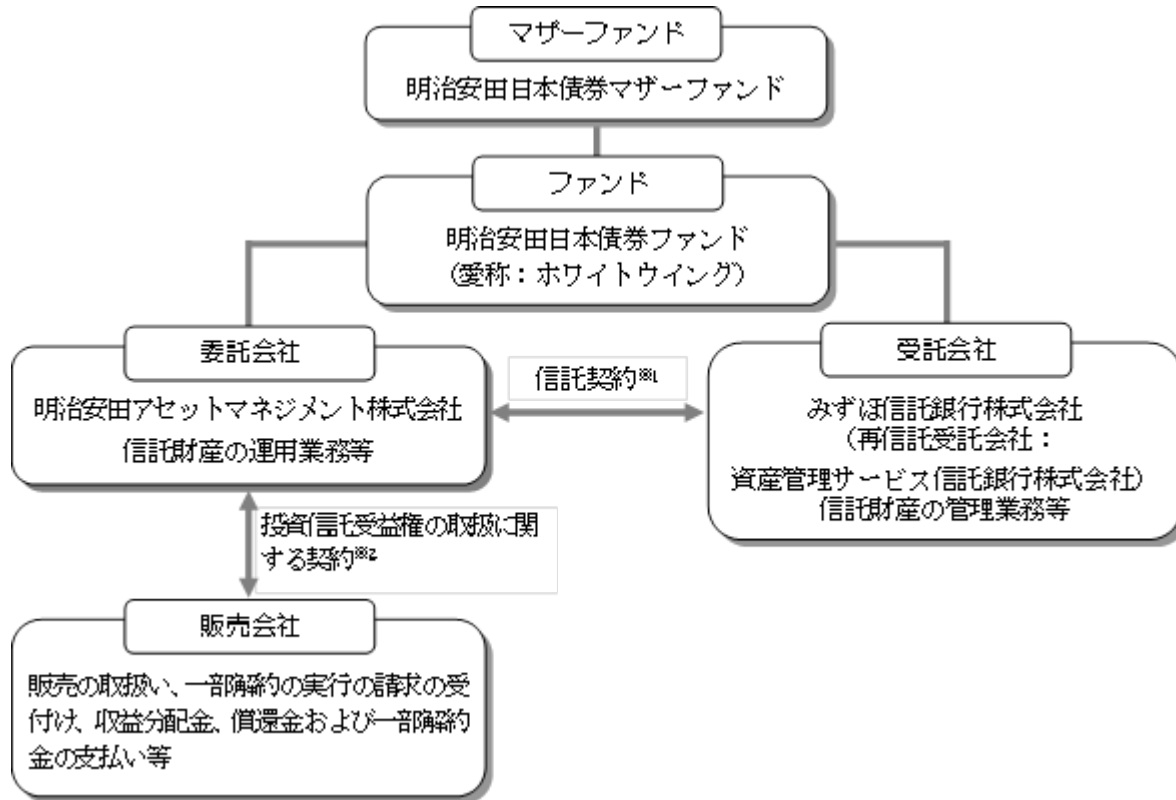 マザーファンド
明治安田日本債券マザーファンド
ファンド
明治安田日本債券ファンド
(愛称：ホワイトウイング)
委託会社
明治安田アセットマネジメント株式会社
信託財産の運用業務等
信託契約※1
受託会社
みずほ信託銀行株式会社
(再信託受託会社：
資産管理サービス信託銀行株式会社)
信託財産の管理業務等
投資信託受益権の取扱に関
する契約※2
販売会社
販売の取扱い、一部解約の実行の請求の受
付け、収益分配金、償還金および一部解約
金の支払い等